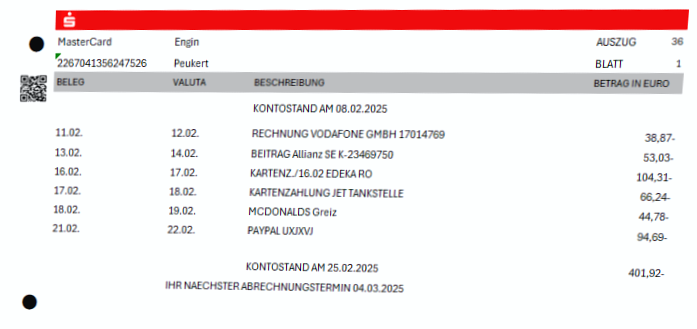 MasterCard Engin AUSZUG 36
2267041356247526 Peukert BLATT 1
BELEG VALUTA BESCHREIBUNG BETRAG IN EURO
KONTOSTAND AM 08.02.2025
11.02. 12.02. RECHNUNG VODAFONE GMBH 17014769 38,87-
13.02. 14.02. BEITRAG Allianz SE K-23469750 53,03-
16.02. 17.02. KARTENZ./16.02 EDEKA RO 104,31-
17.02. 18.02. KARTENZAHLUNG JET TANKSTELLE 66,24-
18.02. 19.02. MCDONALDS Greiz 44,78-
21.02. 22.02. PAYPAL UXJXVJ 94,69-
KONTOSTAND AM 25.02.2025 401,92-
IHR NAECHSTER ABRECHNUNGSTERMIN 04.03.2025